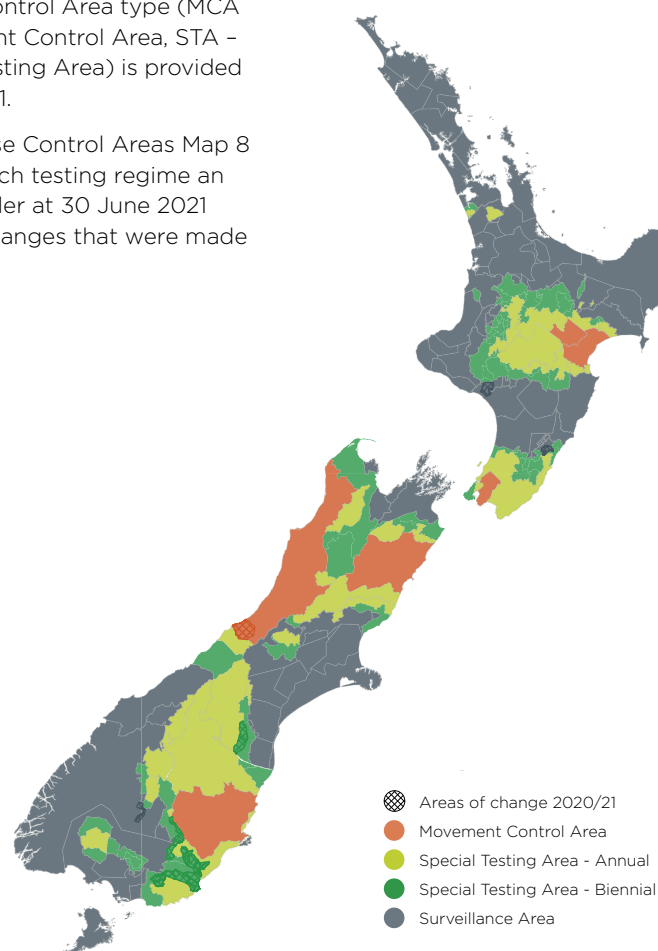 ontrol Area type (MCA
nt Control Area, STA –
sting Area) is provided
1.
se Control Areas Map 8
ch testing regime an
ler at 30 June 2021
hanges that were made
Areas of change 2020/21
Movement Control Area
Special Testing Area - Annual
Special Testing Area - Biennial
Surveillance Area